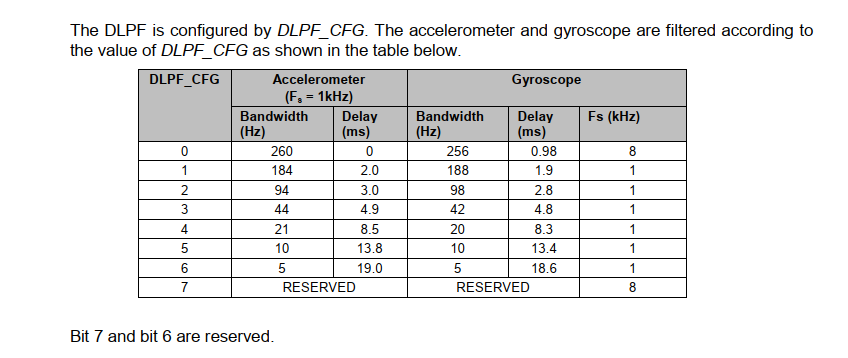 The DLPF is configured by DLPF_CFG. The accelerometer and gyroscope are filtered according to
the value of DLPF_CFG as shown in the table below.
DLPF_CFG Accelerometer (Fs = 1kHz) Gyroscope
Bandwidth (Hz) Delay (ms) Bandwidth (Hz) Delay (ms) Fs (kHz)
0 260 0 256 0.98 8
1 184 2.0 188 1.9 1
2 94 3.0 98 2.8 1
3 44 4.9 42 4.8 1
4 21 8.5 20 8.3 1
5 10 13.8 10 13.4 1
6 5 19.0 5 18.6 1
7 RESERVED RESERVED 8
Bit 7 and bit 6 are reserved.